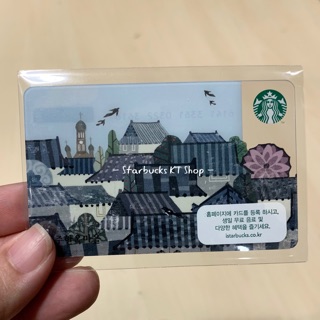 ~ Starbucks KT Shop ~
홈페이지에 카드를 등록 하시고,
생일 무료 음료 및
다양한 혜택을 즐기세요.
istarbucks.co.kr